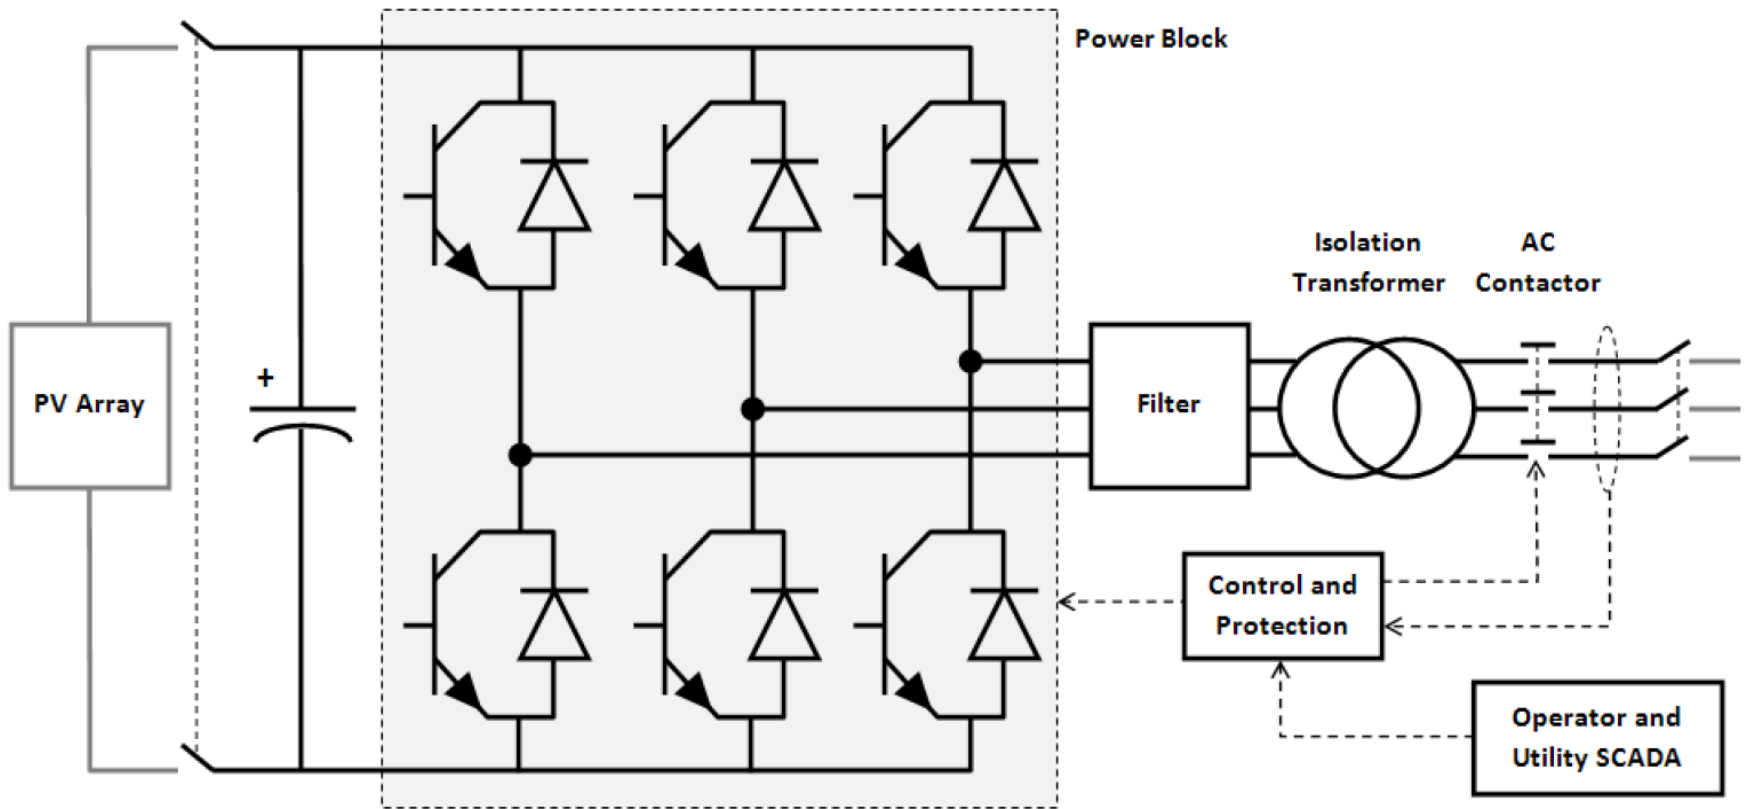 Power Block
Isolation
Transformer
AC
Contactor
PV Array
+
Filter
Control and
Protection
Operator and
Utility SCADA